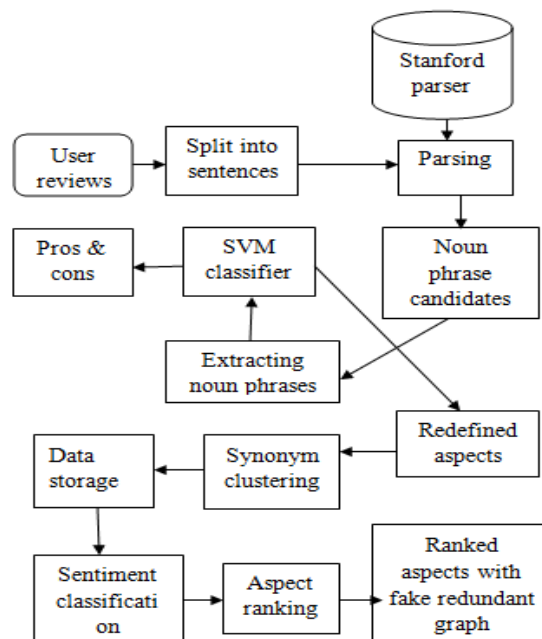 Stanford
parser
User
reviews
Split into
sentences
Parsing
Pros &
cons
SVM
classifier
Noun
phrase
candidates
Extracting
noun phrases
Redefined
aspects
Synonym
clustering
Data
storage
Sentiment
classificati
on
Aspect
ranking
Ranked
aspects with
fake redundant
graph